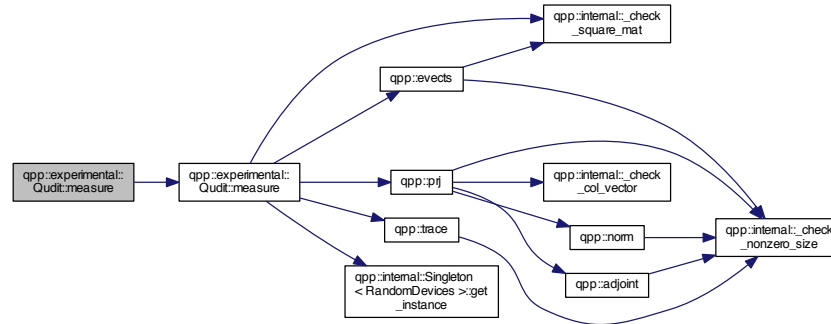 qpp::experimental::
Qudit::measure
qpp::experimental::
Qudit::measure
qpp::internal::_check
_square_mat
qpp::evects
qpp::prj
qpp::trace
qpp::internal::Singleton
< RandomDevices >::get
_instance
qpp::internal::_check
_col_vector
qpp::norm
qpp::adjoint
qpp::internal::_check
_nonzero_size